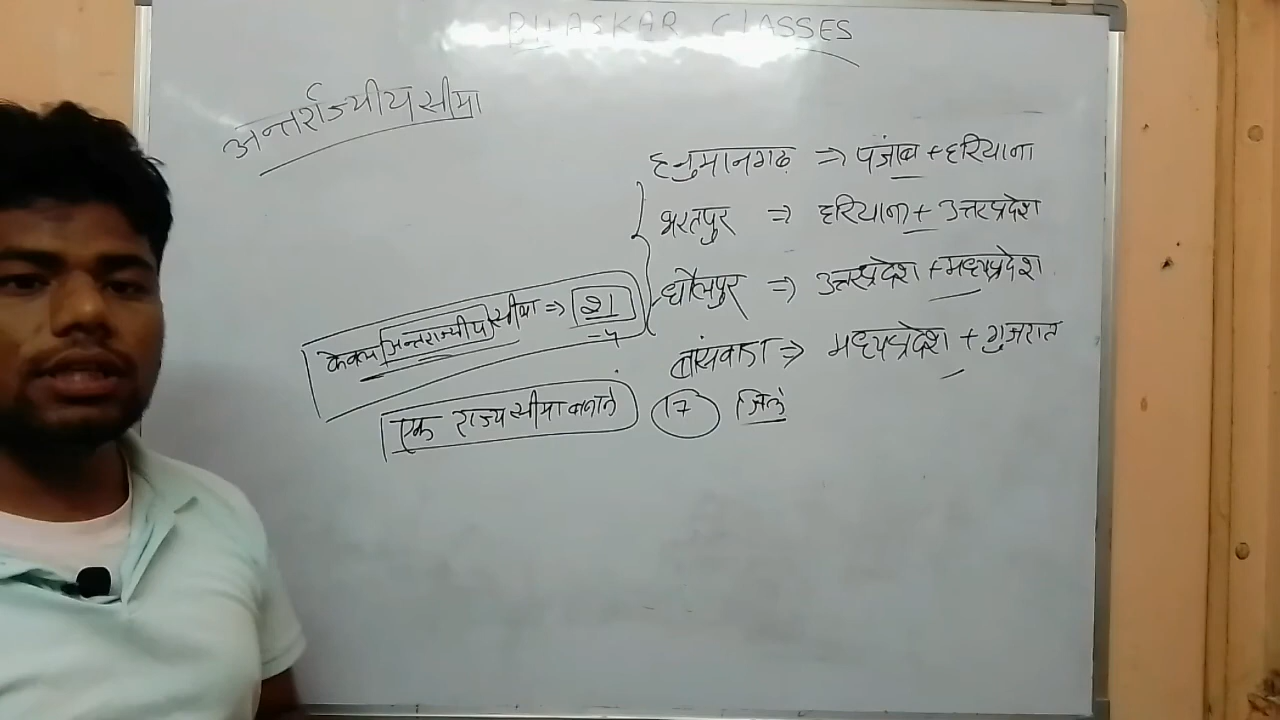 BHASKAR CLASSES
अन्तर्राज्यीय सीमा
हनुमानगढ़ ⇒ पंजाब + हरियाणा
भरतपुर ⇒ हरियाणा + उत्तरप्रदेश
धौलपुर ⇒ उत्तरप्रदेश + मध्यप्रदेश
बांसवाडा ⇒ मध्यप्रदेश + गुजरात
केवल अन्तराज्यीय सीमा ⇒ 21
एक राज्य सीमा बनाने 17 जिले